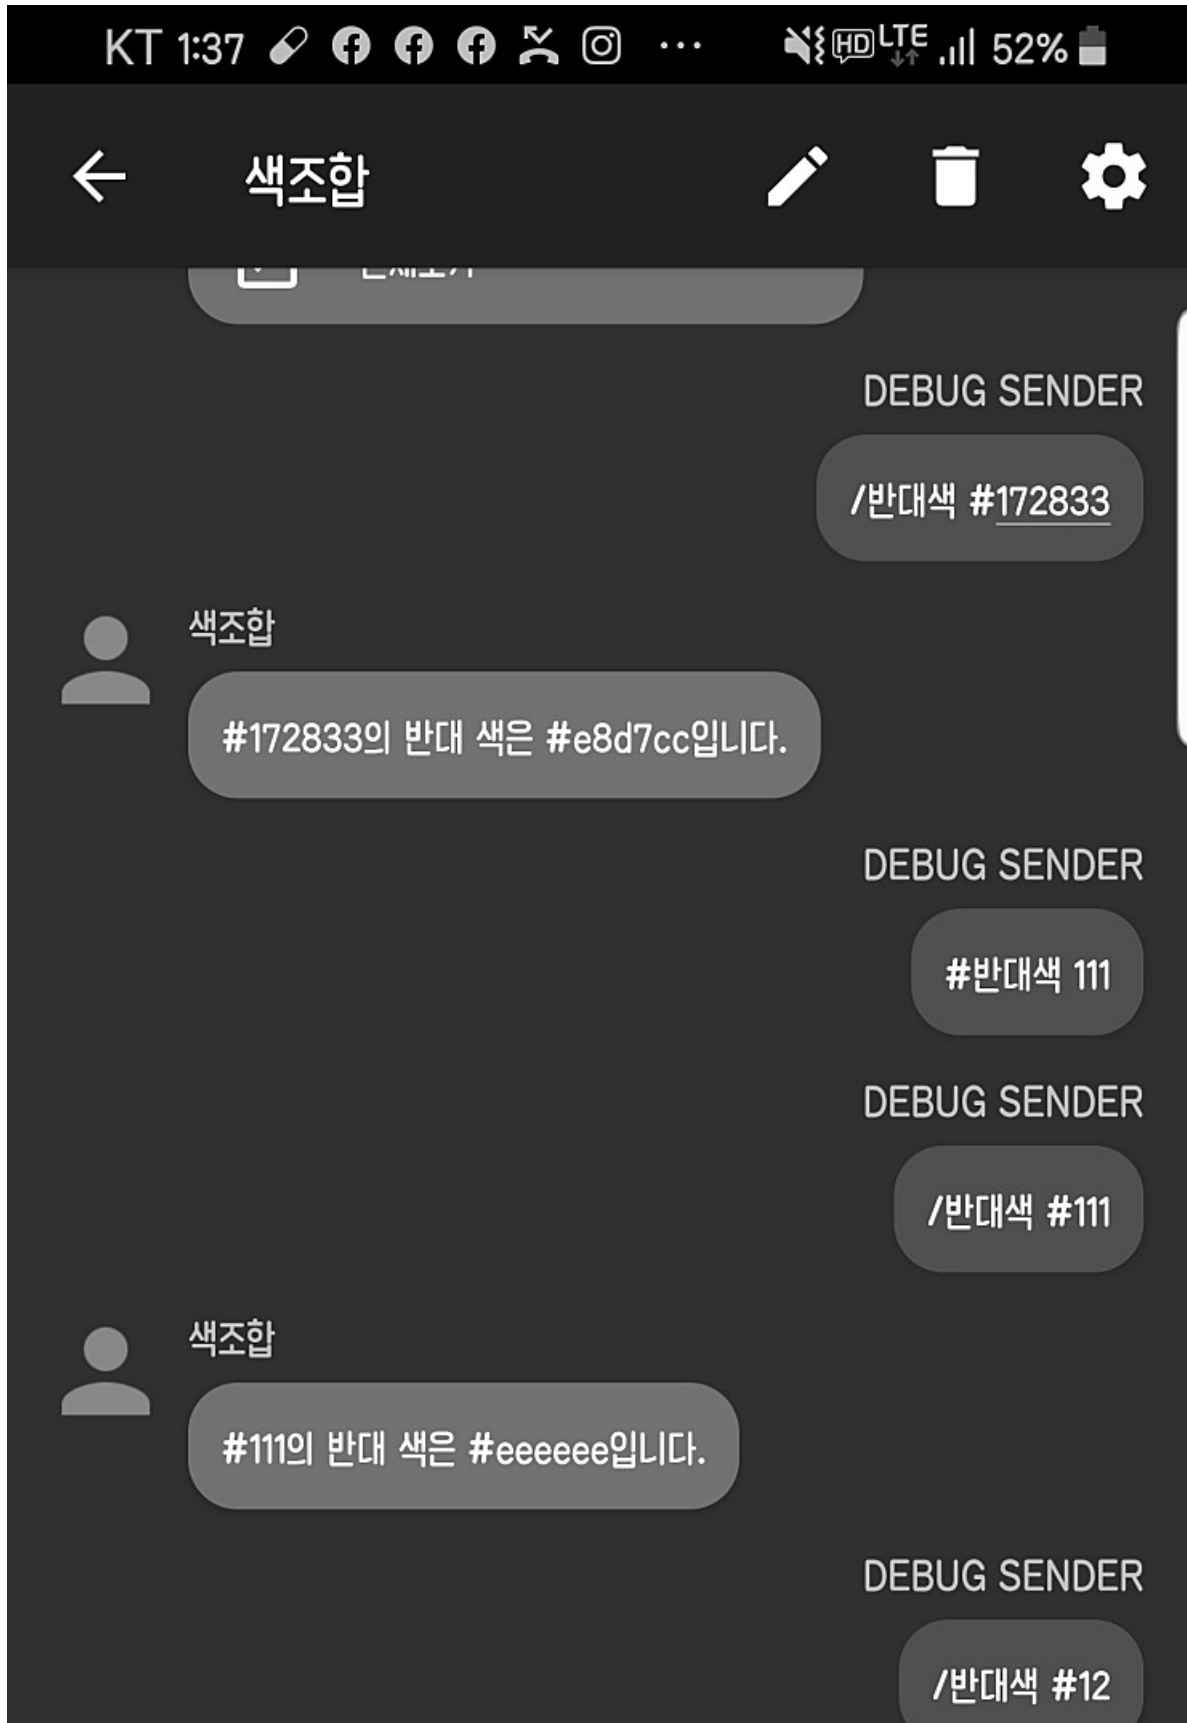 KT 1:37 ... HD LTE 52%
색조합
DEBUG SENDER
/반대색 #172833
색조합
#172833의 반대 색은 #e8d7cc입니다.
DEBUG SENDER
#반대색 111
DEBUG SENDER
/반대색 #111
색조합
#111의 반대 색은 #eeeeee입니다.
DEBUG SENDER
/반대색 #12